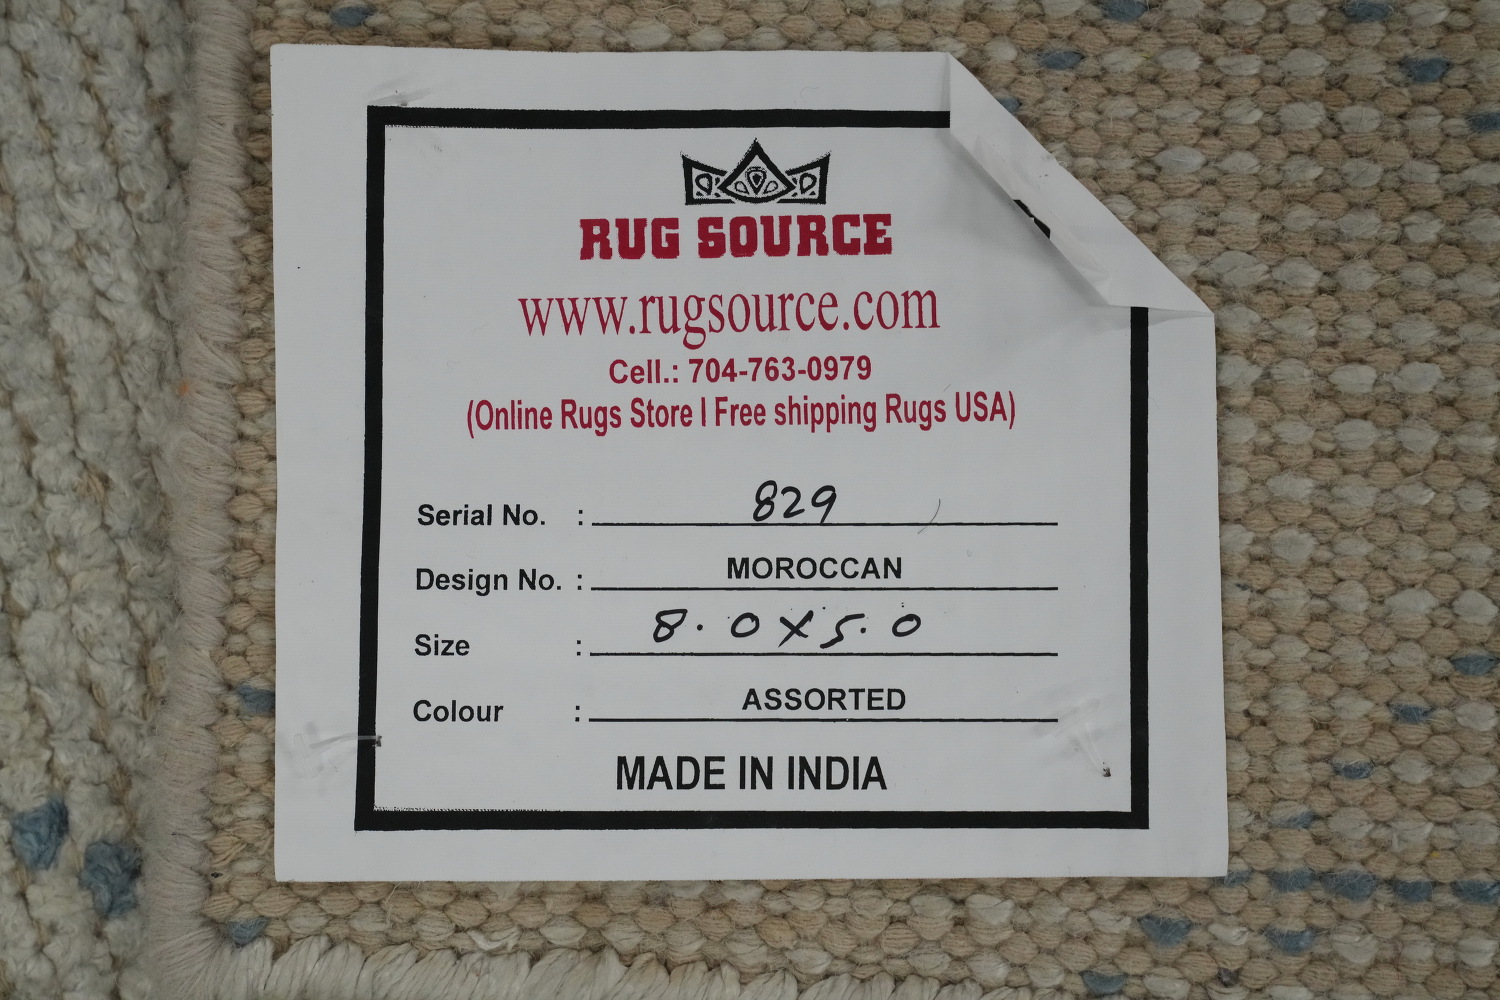 RUG SOURCE
www.rugsource.com
Cell.: 704-763-0979
(Online Rugs Store I Free shipping Rugs USA)
Serial No. : 829
Design No. : MOROCCAN
Size : 8.0X5.0
Colour : ASSORTED
MADE IN INDIA